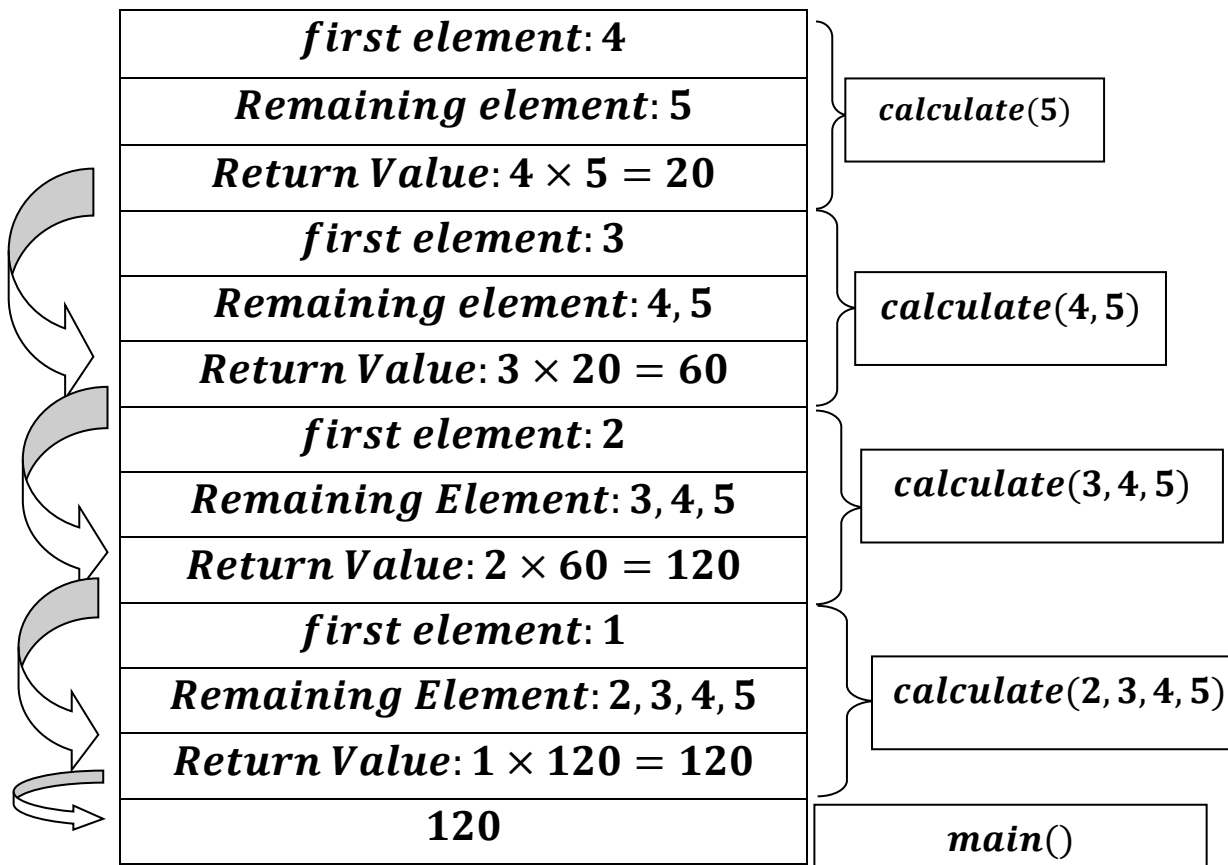 first element: 4
Remaining element: 5
Return Value: 4 × 5 = 20
calculate(5)
first element: 3
Remaining element: 4, 5
Return Value: 3 × 20 = 60
calculate(4, 5)
first element: 2
Remaining Element: 3, 4, 5
Return Value: 2 × 60 = 120
calculate(3, 4, 5)
first element: 1
Remaining Element: 2, 3, 4, 5
Return Value: 1 × 120 = 120
calculate(2, 3, 4, 5)
120
main()